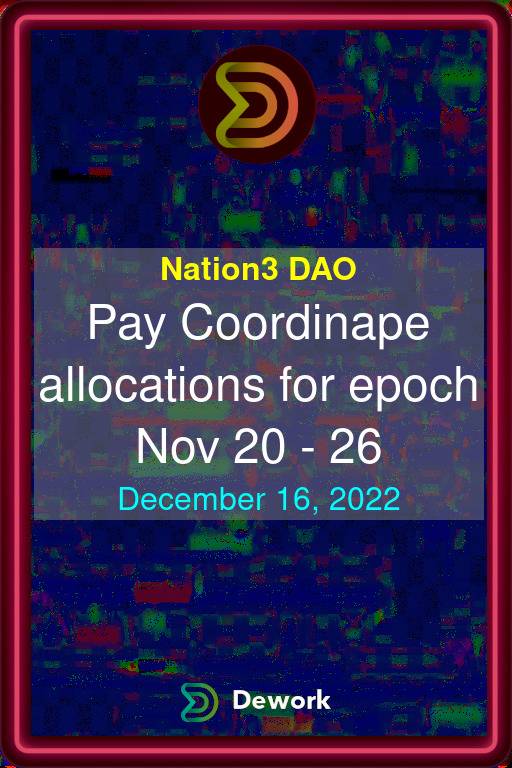 Nation3 DAO
Pay Coordinape
allocations for epoch
Nov 20 - 26
December 16, 2022
Dework